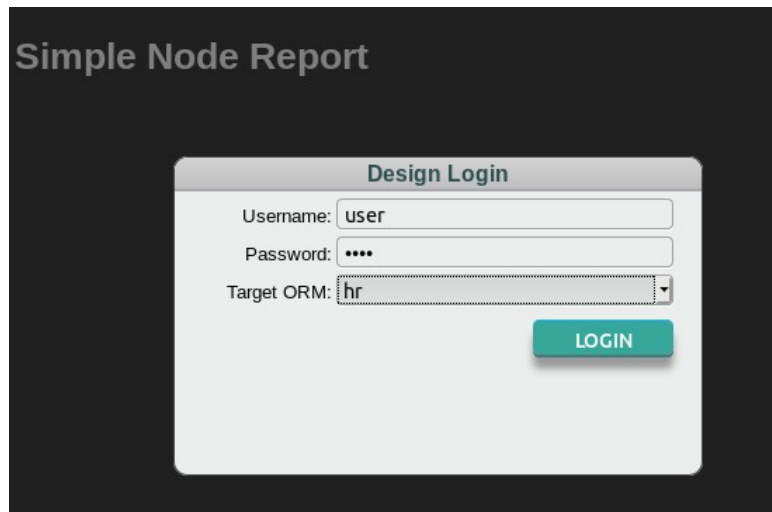 Simple Node Report
Design Login
Username: user
Password: ••••
Target ORM: hr
LOGIN